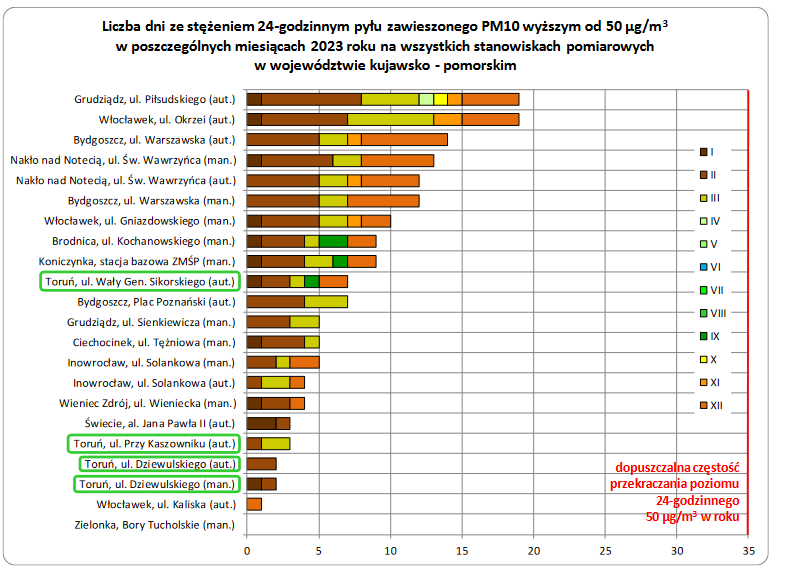 Liczba dni ze stężeniem 24-godzinnym pyłu zawieszonego PM10 wyższym od 50 µg/m³
w poszczególnych miesiącach 2023 roku na wszystkich stanowiskach pomiarowych
w województwie kujawsko - pomorskim
Grudziądz, ul. Piłsudskiego (aut.)
Włocławek, ul. Okrzei (aut.)
Bydgoszcz, ul. Warszawska (aut.)
Nakło nad Notecią, ul. Św. Wawrzyńca (man.)
Nakło nad Notecią, ul. Św. Wawrzyńca (aut.)
Bydgoszcz, ul. Warszawska (man.)
Włocławek, ul. Gniazdowskiego (man.)
Brodnica, ul. Kochanowskiego (man.)
Koniczynka, stacja bazowa ZMŚP (man.)
Toruń, ul. Wały Gen. Sikorskiego (aut.)
Bydgoszcz, Plac Poznański (aut.)
Grudziądz, ul. Sienkiewicza (man.)
Ciechocinek, ul. Tężniowa (man.)
Inowrocław, ul. Solankowa (man.)
Inowrocław, ul. Solankowa (aut.)
Wieniec Zdrój, ul. Wieniecka (man.)
Świecie, al. Jana Pawła II (aut.)
Toruń, ul. Przy Kaszowniku (aut.)
Toruń, ul. Dziewulskiego (aut.)
Toruń, ul. Dziewulskiego (man.)
Włocławek, ul. Kaliska (aut.)
Zielonka, Bory Tucholskie (man.)
0 5 10 15 20 25 30 35
I
II
III
IV
V
VI
VII
VIII
IX
X
XI
XII
dopuszczalna częstość
przekraczania poziomu
24-godzinnego
50 µg/m³ w roku